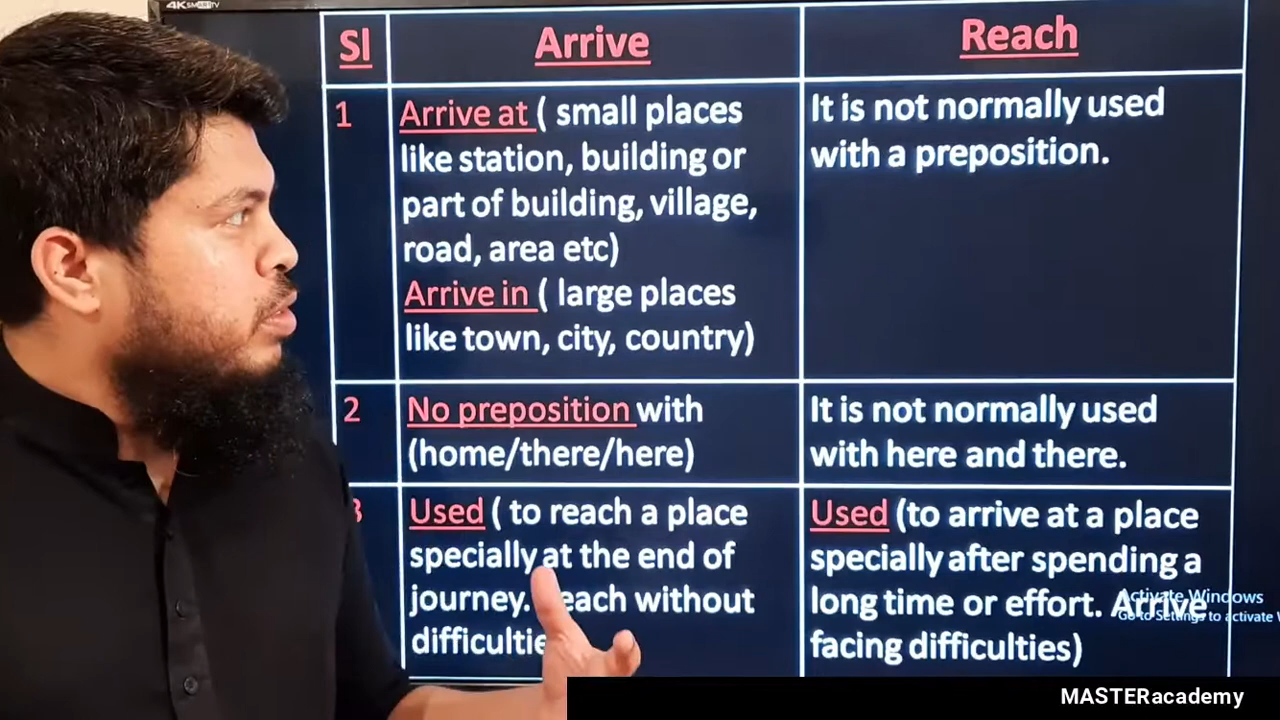 4K SMART TV
Sl
Arrive
Reach
1
Arrive at ( small places
like station, building or
part of building, village,
road, area etc)
Arrive in ( large places
like town, city, country)
It is not normally used
with a preposition.
2
No preposition with
(home/there/here)
It is not normally used
with here and there.
3
Used ( to reach a place
specially at the end of
journey. without
Used (to arrive at a place
specially after spending a
long time or effort. Arrive
facing difficulties)
Activate Windows
Go to Settings to activate
MASTERacademy